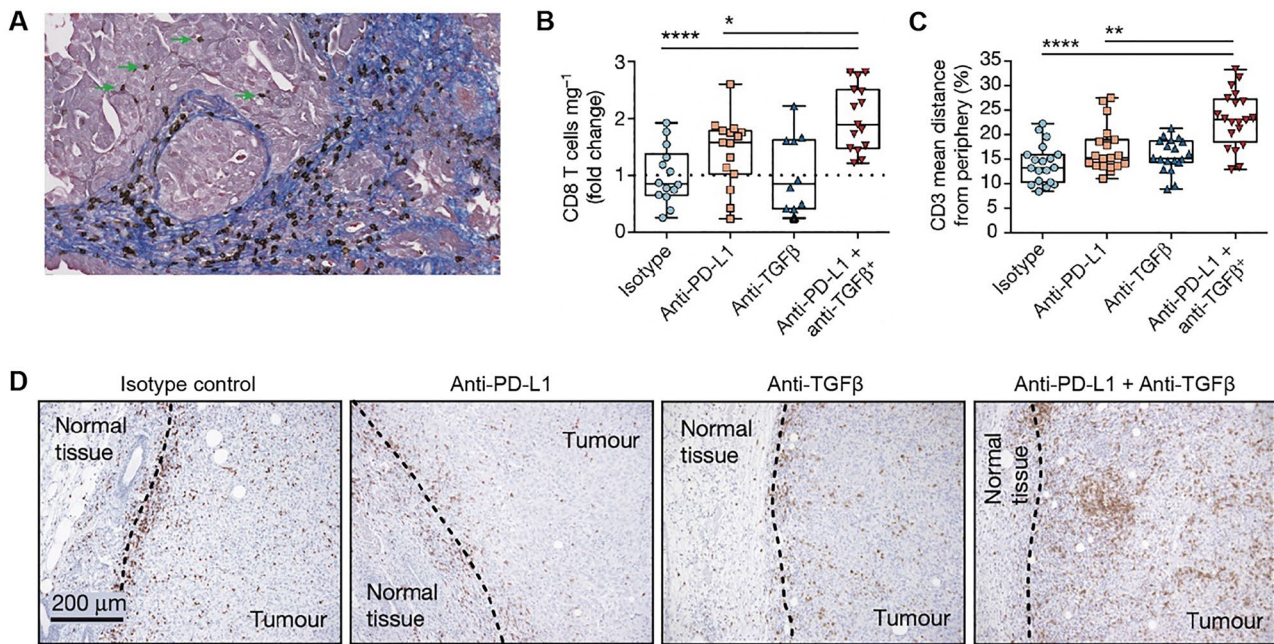 A
B
****
*
CD8 T cells mg⁻¹
(fold change)
3
2
1
0
Isotype
Anti-PD-L1
Anti-TGFβ
Anti-PD-L1 +
anti-TGFβ⁺
C
****
**
CD3 mean distance
from periphery (%)
35
30
25
20
15
10
5
0
Isotype
Anti-PD-L1
Anti-TGFβ
Anti-PD-L1 +
anti-TGFβ⁺
D
Isotype control
Normal
tissue
200 μm
Tumour
Anti-PD-L1
Tumour
Normal
tissue
Anti-TGFβ
Normal
tissue
Tumour
Anti-PD-L1 + Anti-TGFβ
Normal
tissue
Tumour